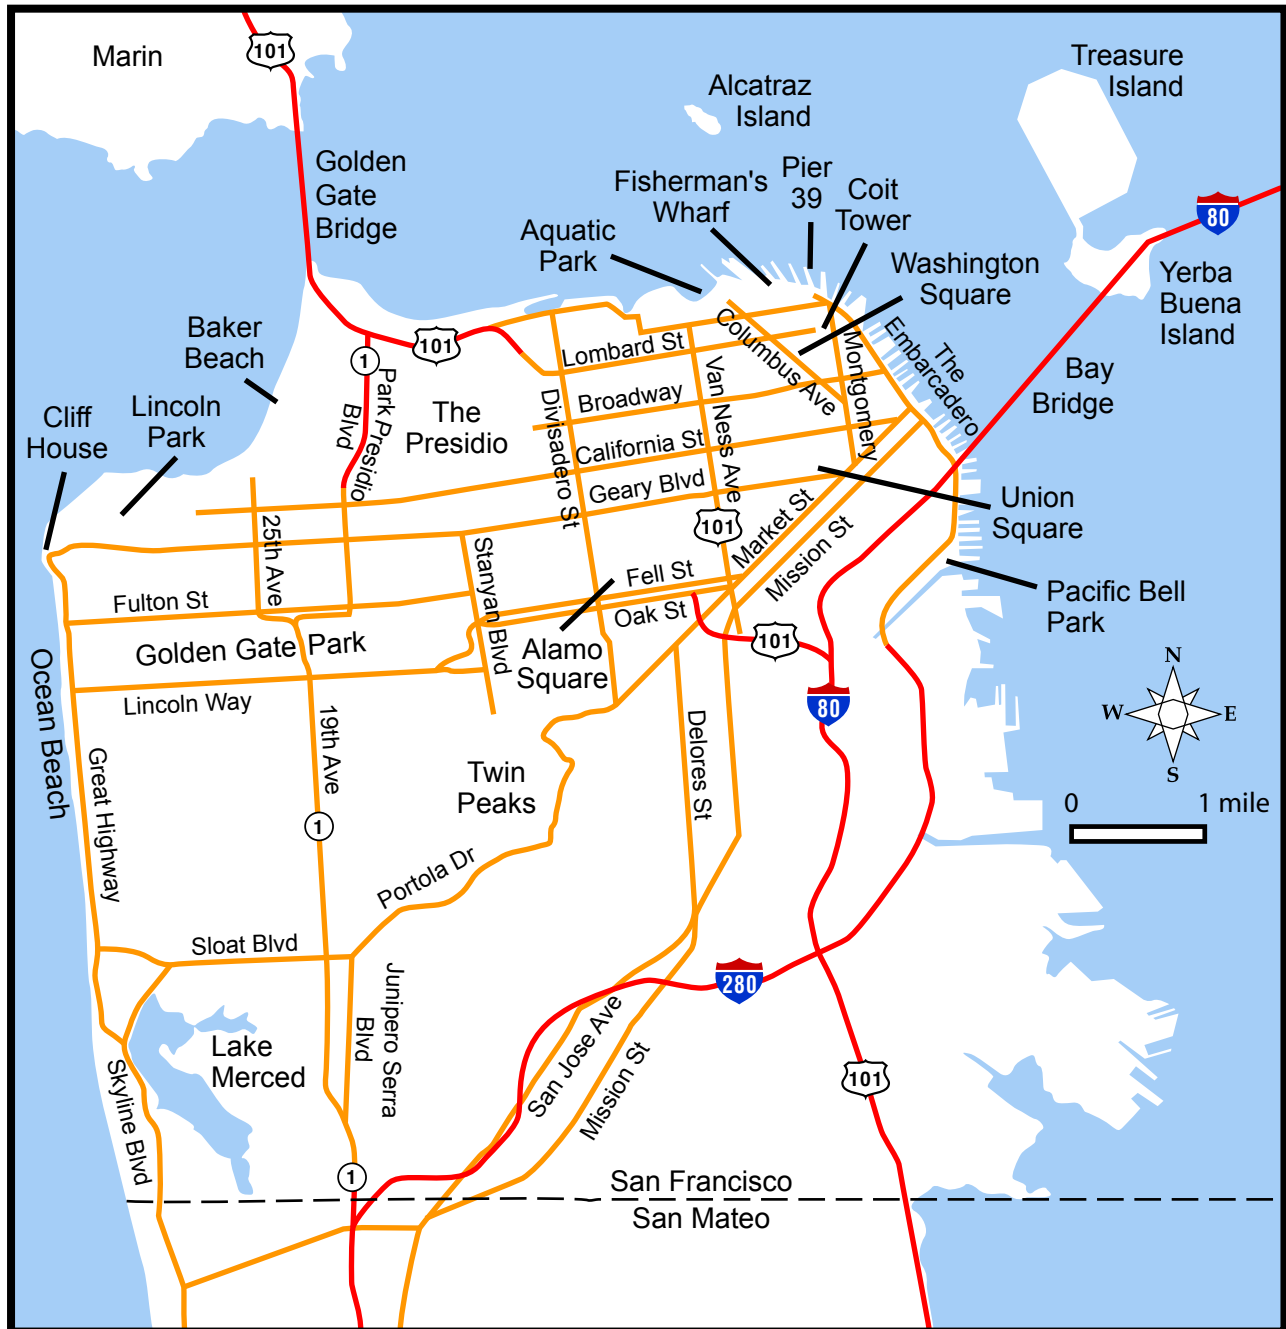 Marin
101
Treasure
Island
Alcatraz
Island
Golden
Gate
Bridge
Fisherman's
Wharf
Pier
39
Coit
Tower
80
Aquatic
Park
Washington
Square
Yerba
Buena
Island
Baker
Beach
101
1
Lombard St
Columbus Ave
Montgomery
The
Embarcadero
Bay
Bridge
Cliff
House
Lincoln
Park
Park Presidio
Blvd
The
Presidio
Divisadero St
Broadway
Van Ness Ave
California St
Geary Blvd
101
Market St
Mission St
Union
Square
25th Ave
Stanyan Blvd
Fell St
Oak St
Fulton St
Pacific Bell
Park
Golden Gate Park
Alamo
Square
101
Lincoln Way
80
N
W
E
S
Ocean Beach
Great Highway
19th Ave
Twin
Peaks
Delores St
0
1 mile
1
Portola Dr
Sloat Blvd
280
Junipero Serra
Blvd
Lake
Merced
San Jose Ave
Mission St
101
Skyline Blvd
1
San Francisco
San Mateo